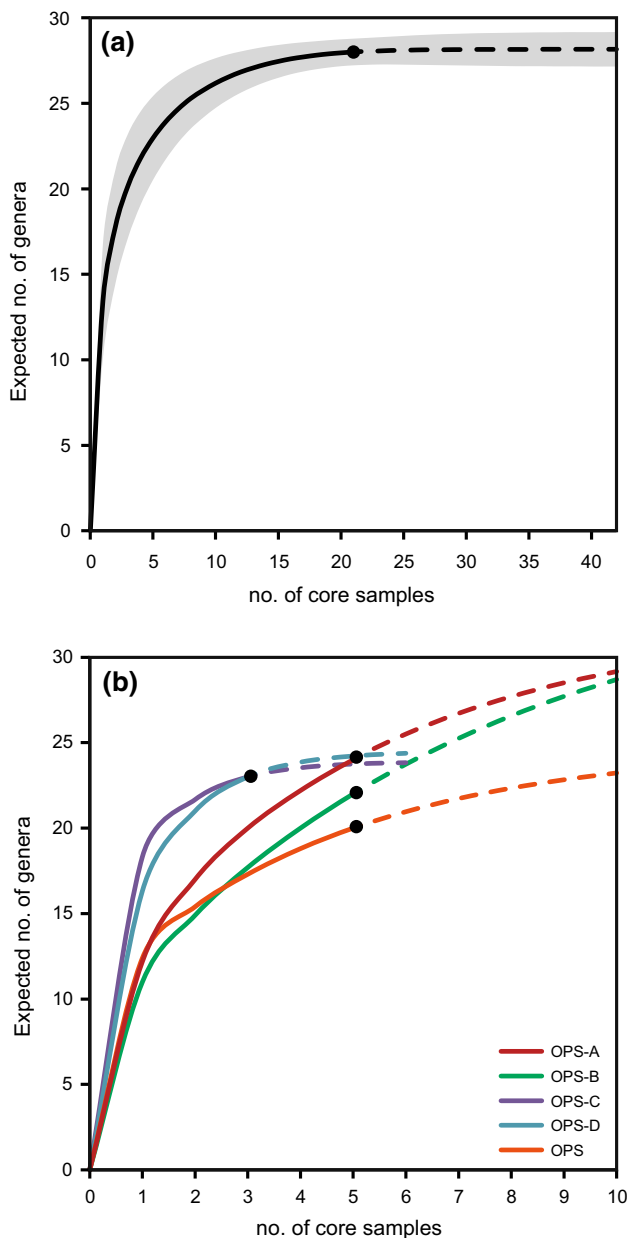 (a)
30
25
20
15
10
5
0
Expected no. of genera
0 5 10 15 20 25 30 35 40
no. of core samples
(b)
30
25
20
15
10
5
0
Expected no. of genera
OPS-A
OPS-B
OPS-C
OPS-D
OPS
0 1 2 3 4 5 6 7 8 9 10
no. of core samples